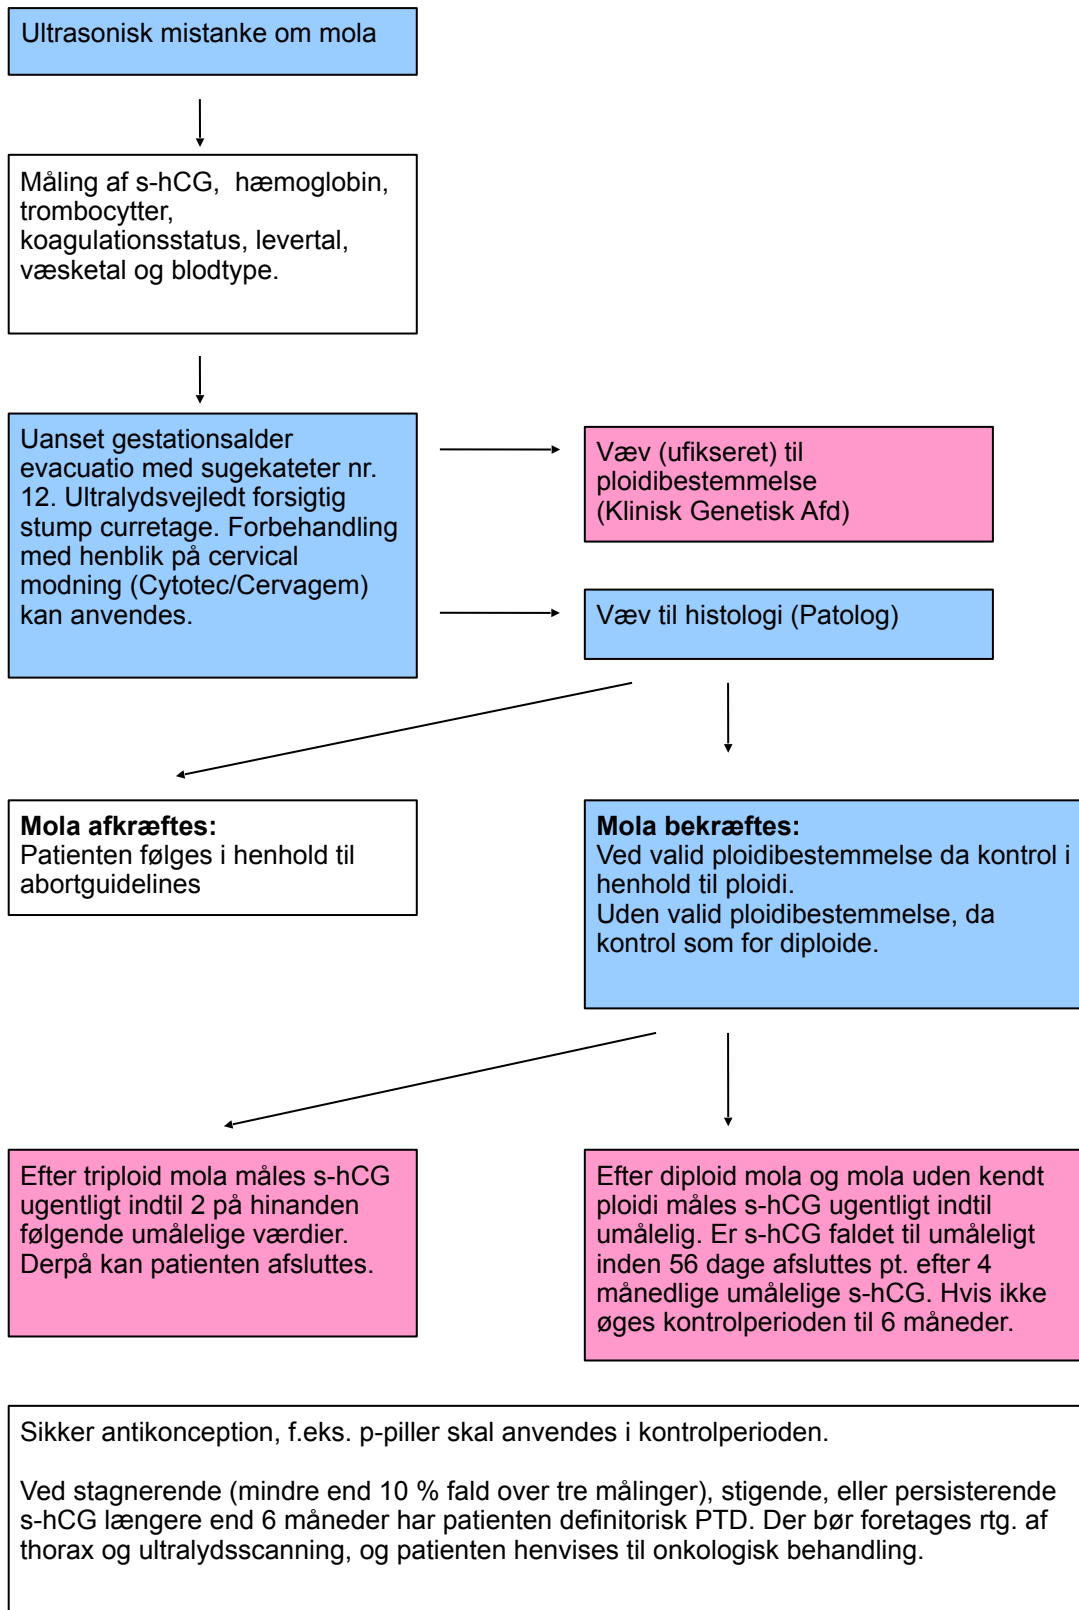 Ultrasonisk mistanke om mola
Måling af s-hCG,  hæmoglobin,
trombocytter,
koagulationsstatus, levertal,
væsketal og blodtype.
Uanset gestationsalder
evacuatio med sugekateter nr.
12. Ultralydsvejledt forsigtig
stump curretage. Forbehandling
med henblik på cervical
modning (Cytotec/Cervagem)
kan anvendes.
Væv (ufikseret) til
ploidibestemmelse
(Klinisk Genetisk Afd)
Væv til histologi (Patolog)
Mola afkræftes:
Patienten følges i henhold til
abortguidelines
Mola bekræftes:
Ved valid ploidibestemmelse da kontrol i
henhold til ploidi.
Uden valid ploidibestemmelse, da
kontrol som for diploide.
Efter triploid mola måles s-hCG
ugentligt indtil 2 på hinanden
følgende umålelige værdier.
Derpå kan patienten afsluttes.
Efter diploid mola og mola uden kendt
ploidi måles s-hCG ugentligt indtil
umålelig. Er s-hCG faldet til umåleligt
inden 56 dage afsluttes pt. efter 4
månedlige umålelige s-hCG. Hvis ikke
øges kontrolperioden til 6 måneder.
Sikker antikonception, f.eks. p-piller skal anvendes i kontrolperioden.
Ved stagnerende (mindre end 10 % fald over tre målinger), stigende, eller persisterende
s-hCG længere end 6 måneder har patienten definitorisk PTD. Der bør foretages rtg. af
thorax og ultralydsscanning, og patienten henvises til onkologisk behandling.